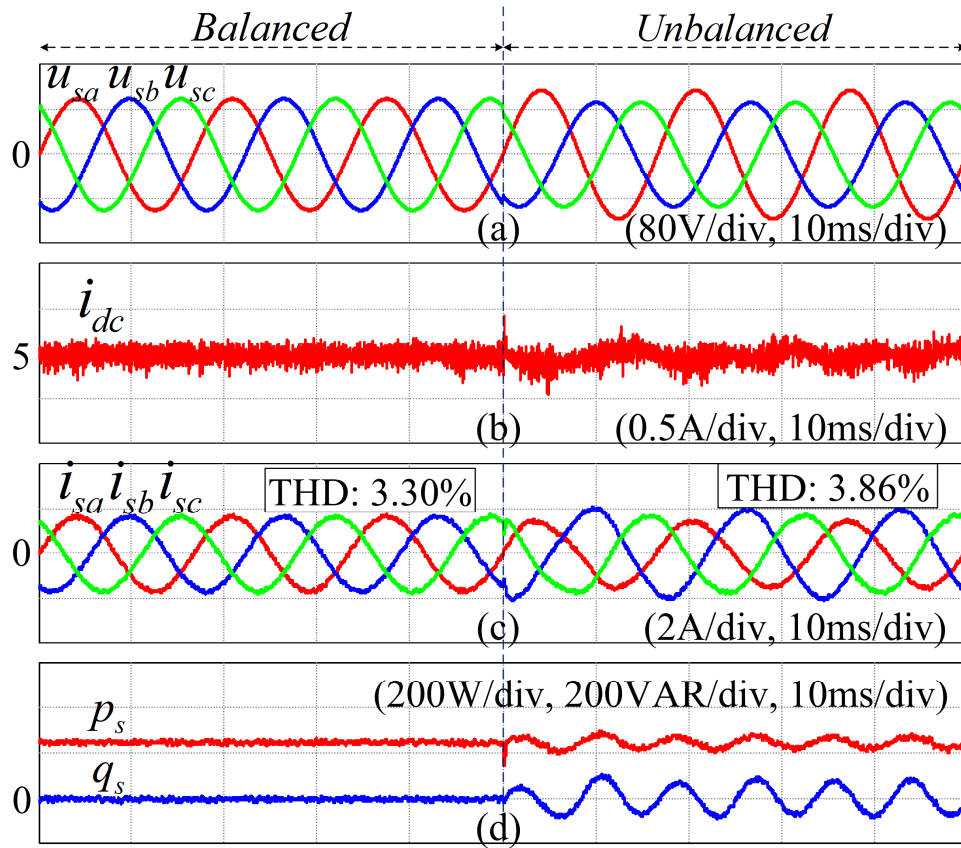 Balanced Unbalanced
usa usb usc
0
(a) (80V/div, 10ms/div)
idc
5
(b) (0.5A/div, 10ms/div)
isa isb isc THD: 3.30% THD: 3.86%
0
(c) (2A/div, 10ms/div)
(200W/div, 200VAR/div, 10ms/div)
ps
qs
0
(d)